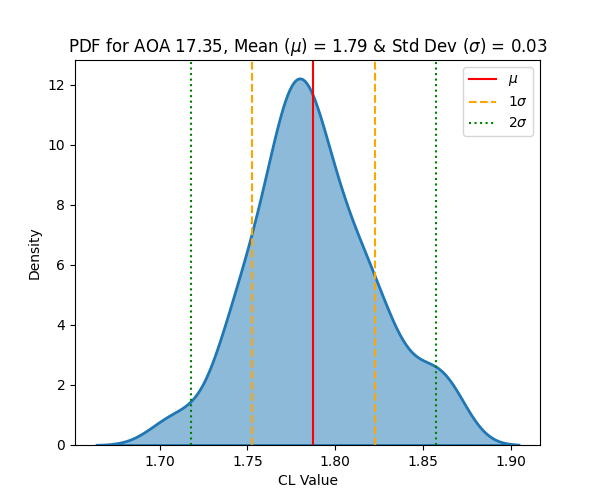 PDF for AOA 17.35, Mean (μ) = 1.79 & Std Dev (σ) = 0.03
μ
1σ
2σ
12
10
8
6
4
2
0
Density
1.70 1.75 1.80 1.85 1.90
CL Value